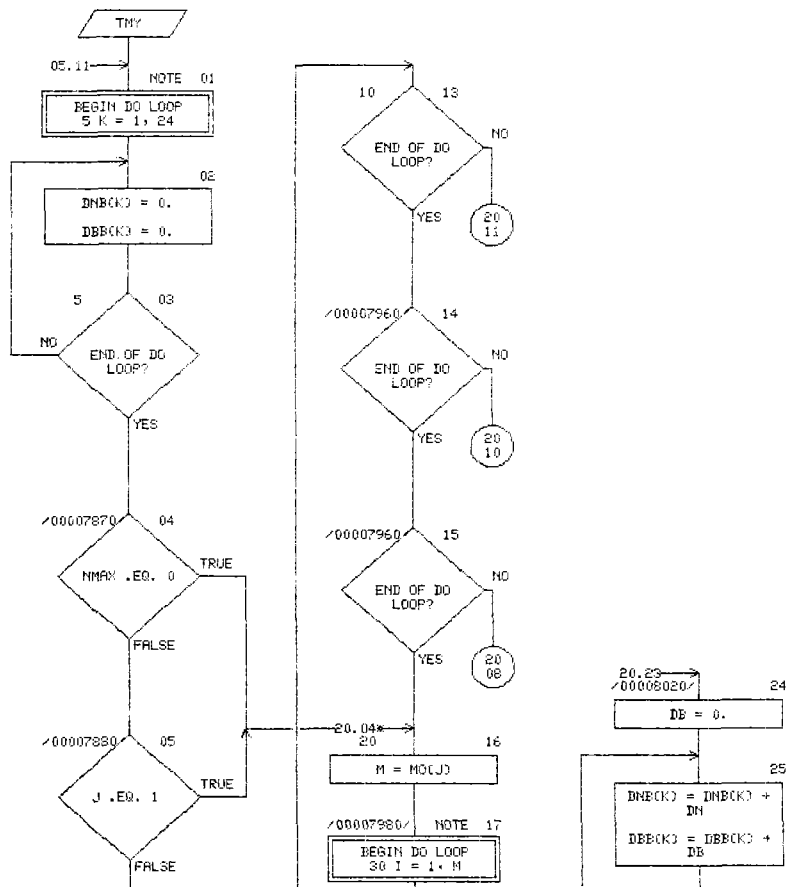 TMY
05.11
NOTE 01
BEGIN DO LOOP
5 K = 1, 24
02
DNB(K) = 0.
DBB(K) = 0.
5 03
NO
END OF DO
LOOP?
YES
/00007870 04
NMAX .EQ. 0
TRUE
FALSE
/00007880 05
J .EQ. 1
TRUE
FALSE
10 13
END OF DO
LOOP?
NO
YES
20
11
/00007960 14
END OF DO
LOOP?
NO
YES
20
10
/00007960 15
END OF DO
LOOP?
NO
YES
20
08
20.04*
20 16
M = MO(J)
/00007980/ NOTE 17
BEGIN DO LOOP
30 I = 1, M
20.23
/00008020/ 24
DB = 0.
25
DNB(K) = DNB(K) +
DN
DBB(K) = DBB(K) +
DB